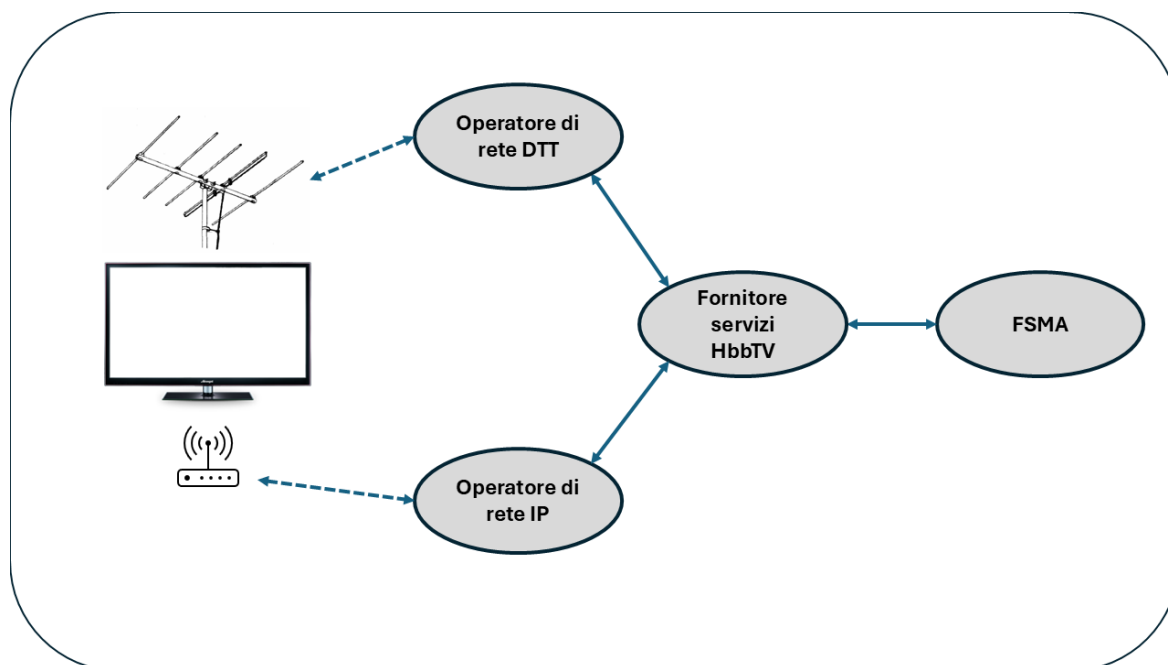 Operatore di
rete DTT
Fornitore
servizi
HbbTV
FSMA
Operatore di
rete IP